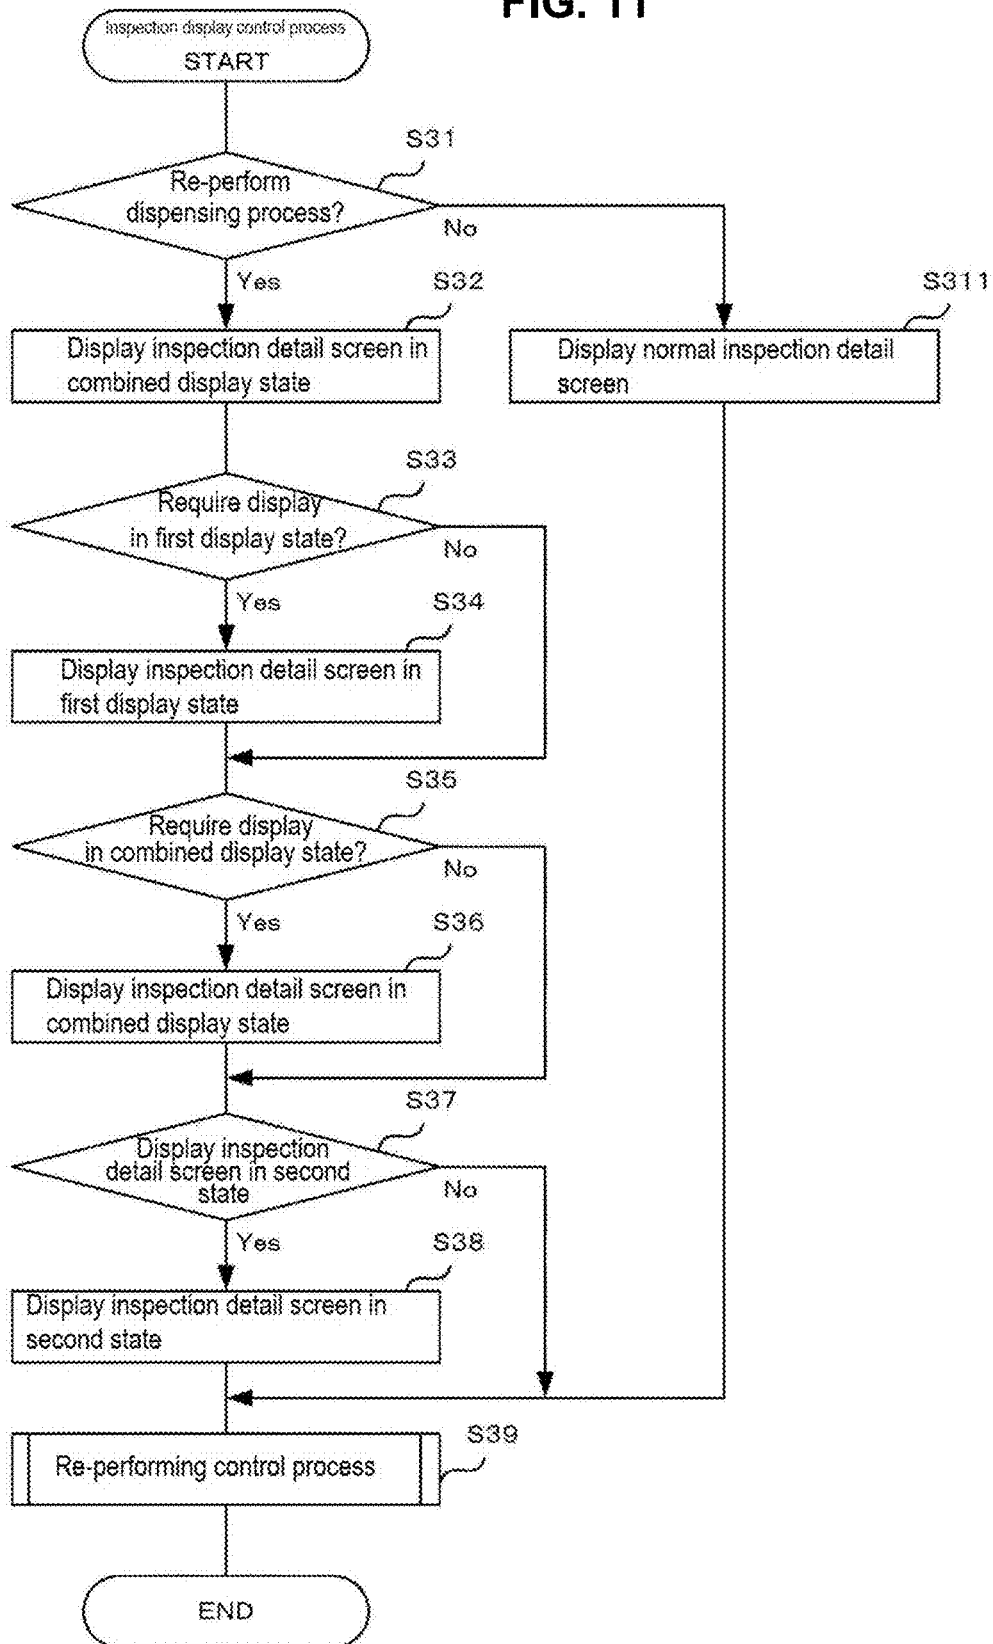 FIG. 11
Inspection display control process
START
S31
Re-perform
dispensing process?
No
Yes
S32
S311
Display inspection detail screen in
combined display state
Display normal inspection detail
screen
S33
Require display
in first display state?
No
Yes
S34
Display inspection detail screen in
first display state
S35
Require display
in combined display state?
No
Yes
S36
Display inspection detail screen in
combined display state
S37
Display inspection
detail screen in second
state
No
Yes
S38
Display inspection detail screen in
second state
S39
Re-performing control process
END